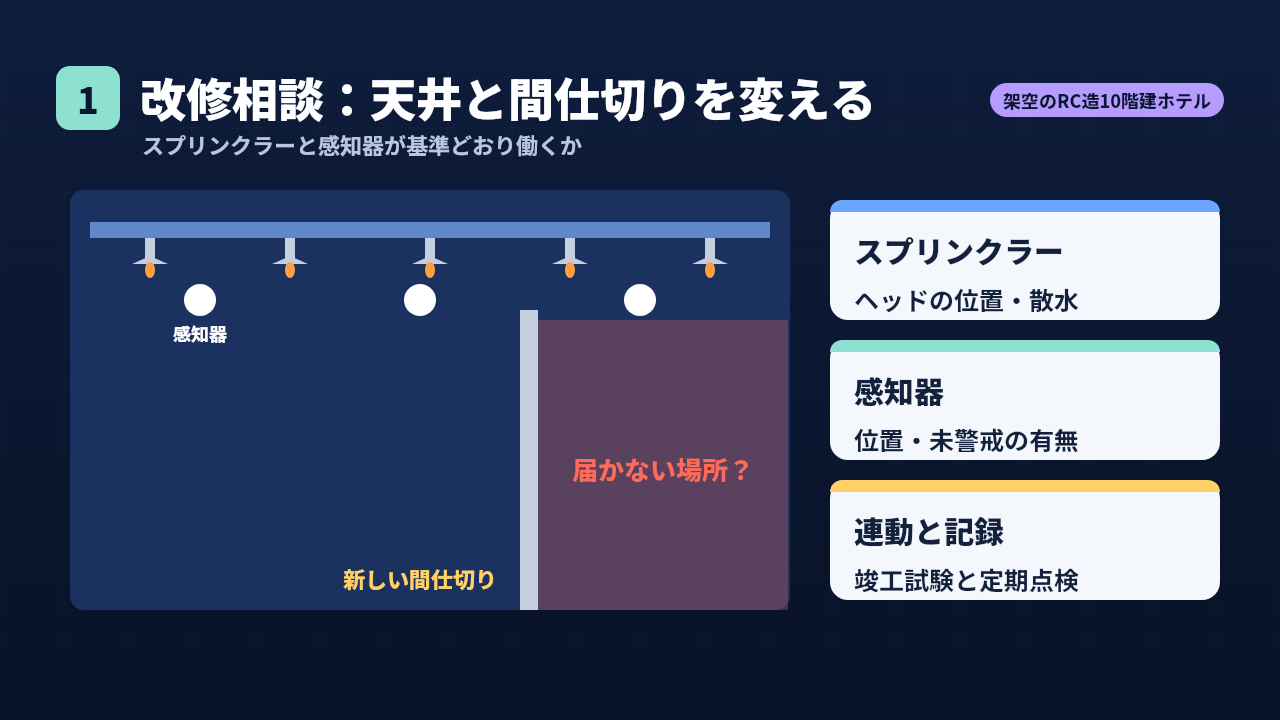 1
改修相談：天井と間仕切りを変える
架空のRC造10階建ホテル
スプリンクラーと感知器が基準どおり働くか
感知器
届かない場所？
新しい間仕切り
スプリンクラー
ヘッドの位置・散水
感知器
位置・未警戒の有無
連動と記録
竣工試験と定期点検